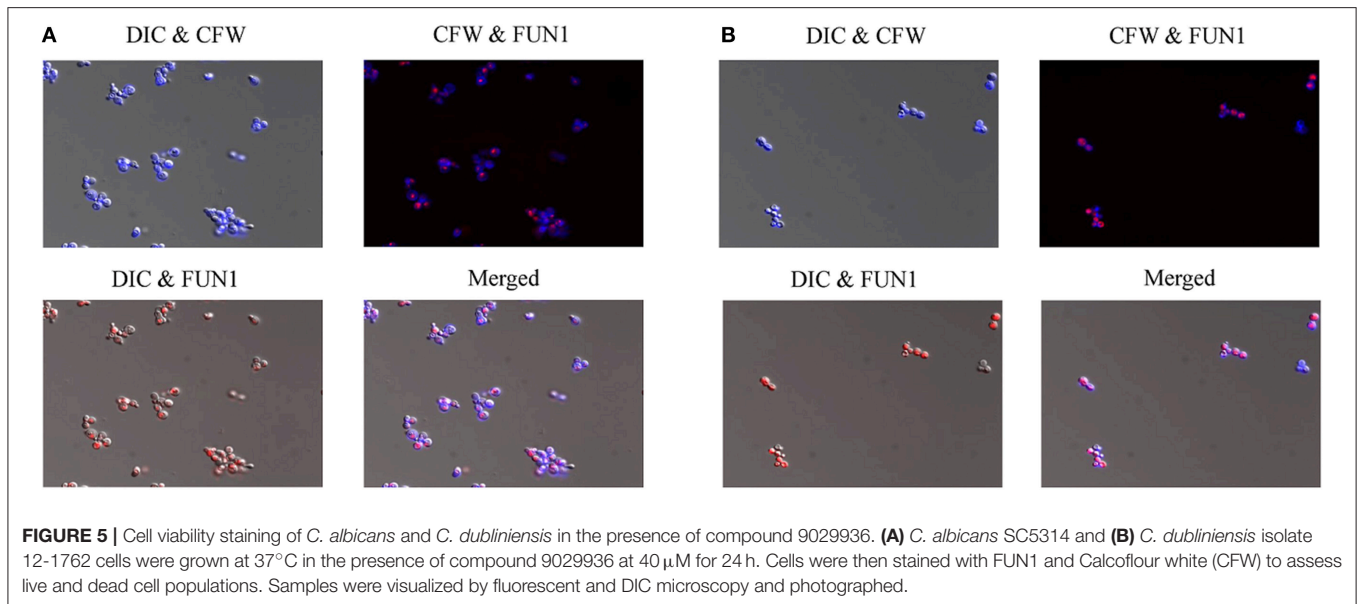 A DIC & CFW CFW & FUN1 B DIC & CFW CFW & FUN1
DIC & FUN1 Merged DIC & FUN1 Merged
FIGURE 5 | Cell viability staining of C. albicans and C. dubliniensis in the presence of compound 9029936. (A) C. albicans SC5314 and (B) C. dubliniensis isolate
12-1762 cells were grown at 37°C in the presence of compound 9029936 at 40 μM for 24 h. Cells were then stained with FUN1 and Calcoflour white (CFW) to assess
live and dead cell populations. Samples were visualized by fluorescent and DIC microscopy and photographed.